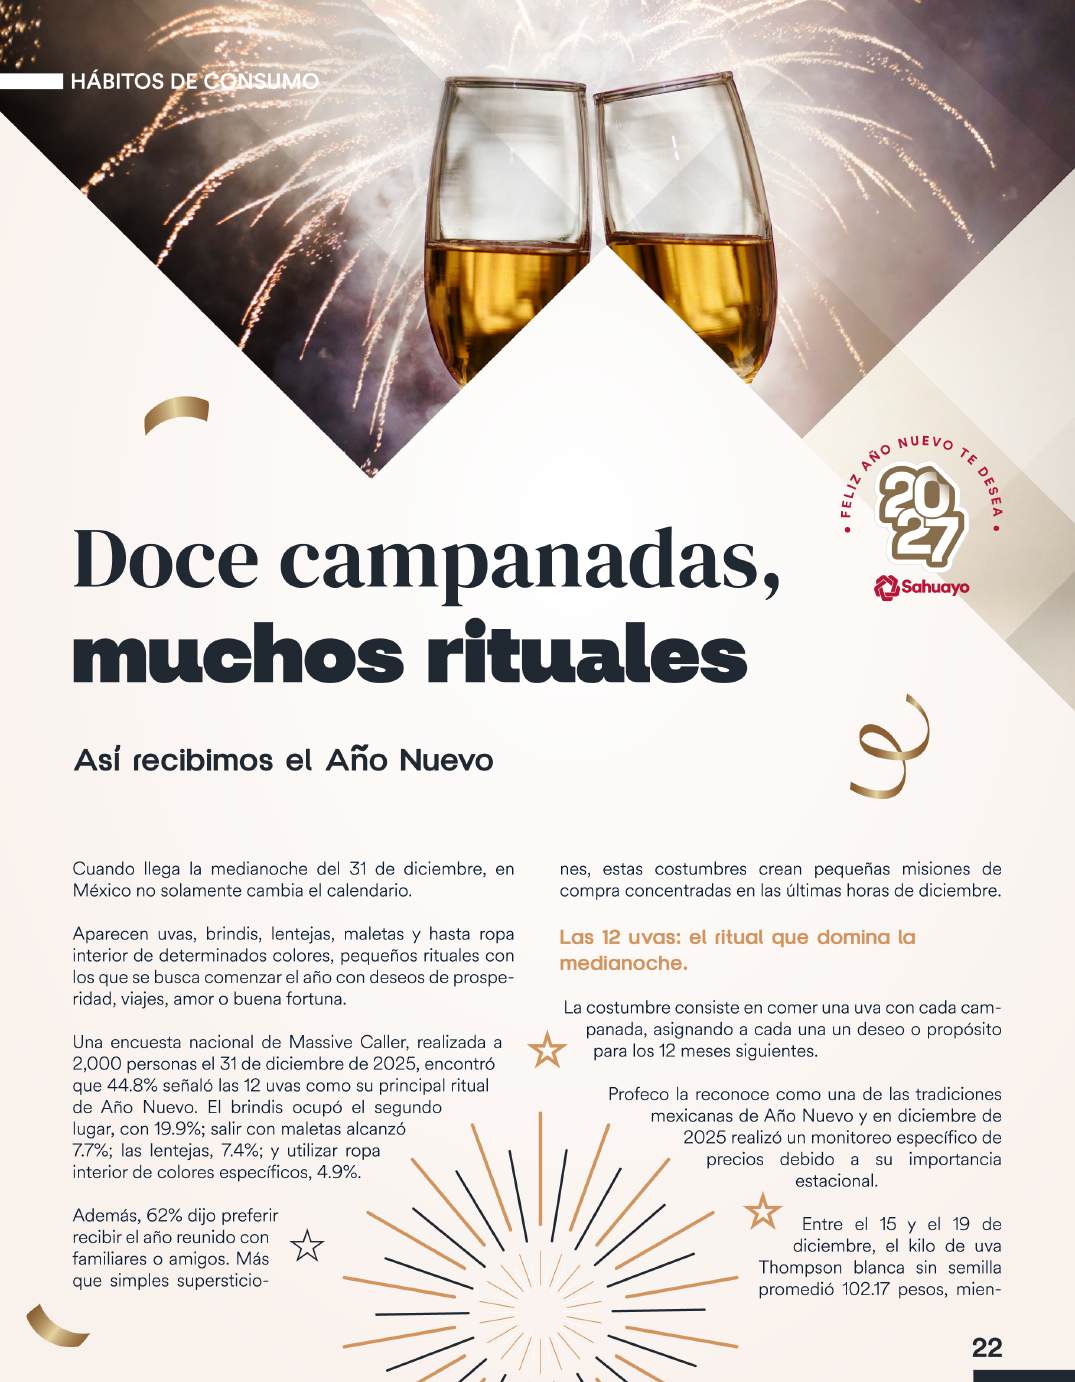 HÁBITOS DE CONSUMO
• FELIZ AÑO NUEVO TE DESEA •
2027
Sahuayo
Doce campanadas,
muchos rituales
Así recibimos el Año Nuevo
Cuando llega la medianoche del 31 de diciembre, en
México no solamente cambia el calendario.
Aparecen uvas, brindis, lentejas, maletas y hasta ropa
interior de determinados colores, pequeños rituales con
los que se busca comenzar el año con deseos de prospe-
ridad, viajes, amor o buena fortuna.
Una encuesta nacional de Massive Caller, realizada a
2,000 personas el 31 de diciembre de 2025, encontró
que 44.8% señaló las 12 uvas como su principal ritual
de Año Nuevo. El brindis ocupó el segundo
lugar, con 19.9%; salir con maletas alcanzó
7.7%; las lentejas, 7.4%; y utilizar ropa
interior de colores específicos, 4.9%.
Además, 62% dijo preferir
recibir el año reunido con
familiares o amigos. Más
que simples supersticio-
nes, estas costumbres crean pequeñas misiones de
compra concentradas en las últimas horas de diciembre.
Las 12 uvas: el ritual que domina la
medianoche.
La costumbre consiste en comer una uva con cada cam-
panada, asignando a cada una un deseo o propósito
para los 12 meses siguientes.
Profeco la reconoce como una de las tradiciones
mexicanas de Año Nuevo y en diciembre de
2025 realizó un monitoreo específico de
precios debido a su importancia
estacional.
Entre el 15 y el 19 de
diciembre, el kilo de uva
Thompson blanca sin semilla
promedió 102.17 pesos, mien-
22